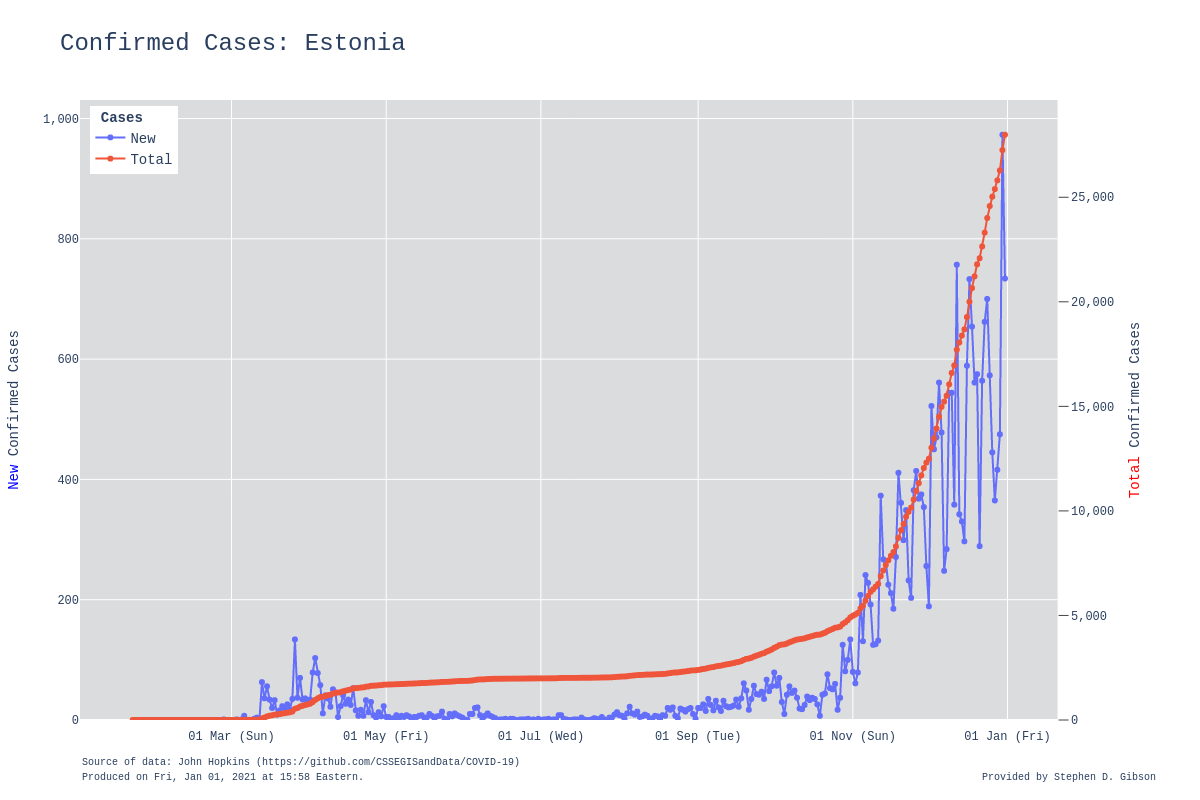 Confirmed Cases: Estonia
Cases
New
Total
1,000
800
600
400
200
0
New Confirmed Cases
25,000
20,000
15,000
10,000
5,000
0
Total Confirmed Cases
01 Mar (Sun) 01 May (Fri) 01 Jul (Wed) 01 Sep (Tue) 01 Nov (Sun) 01 Jan (Fri)
Source of data: John Hopkins (https://github.com/CSSEGISandData/COVID-19)
Produced on Fri, Jan 01, 2021 at 15:58 Eastern.
Provided by Stephen D. Gibson